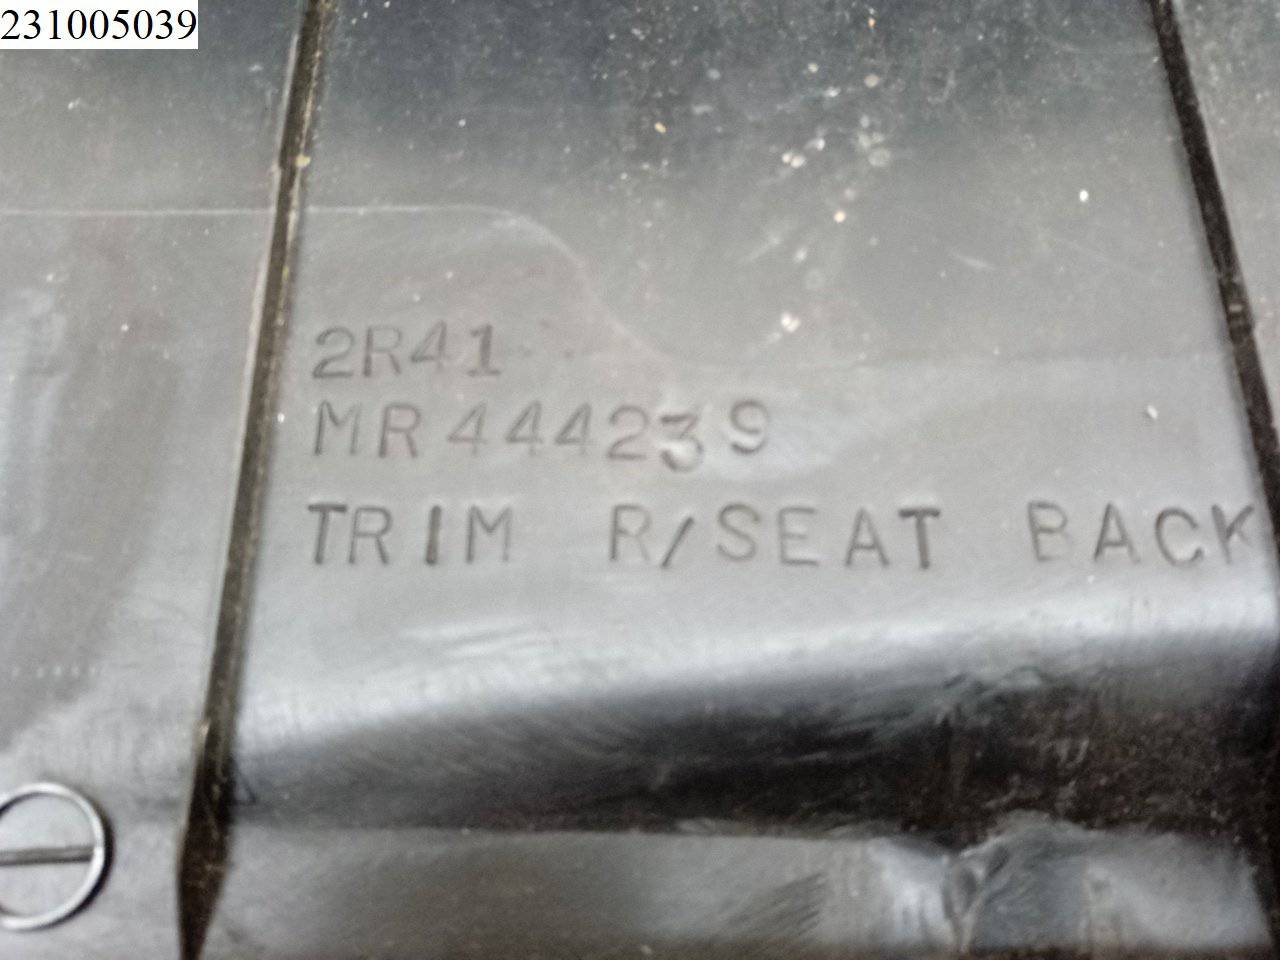 231005039
2R41
MR444239
TRIM R/SEAT BACK